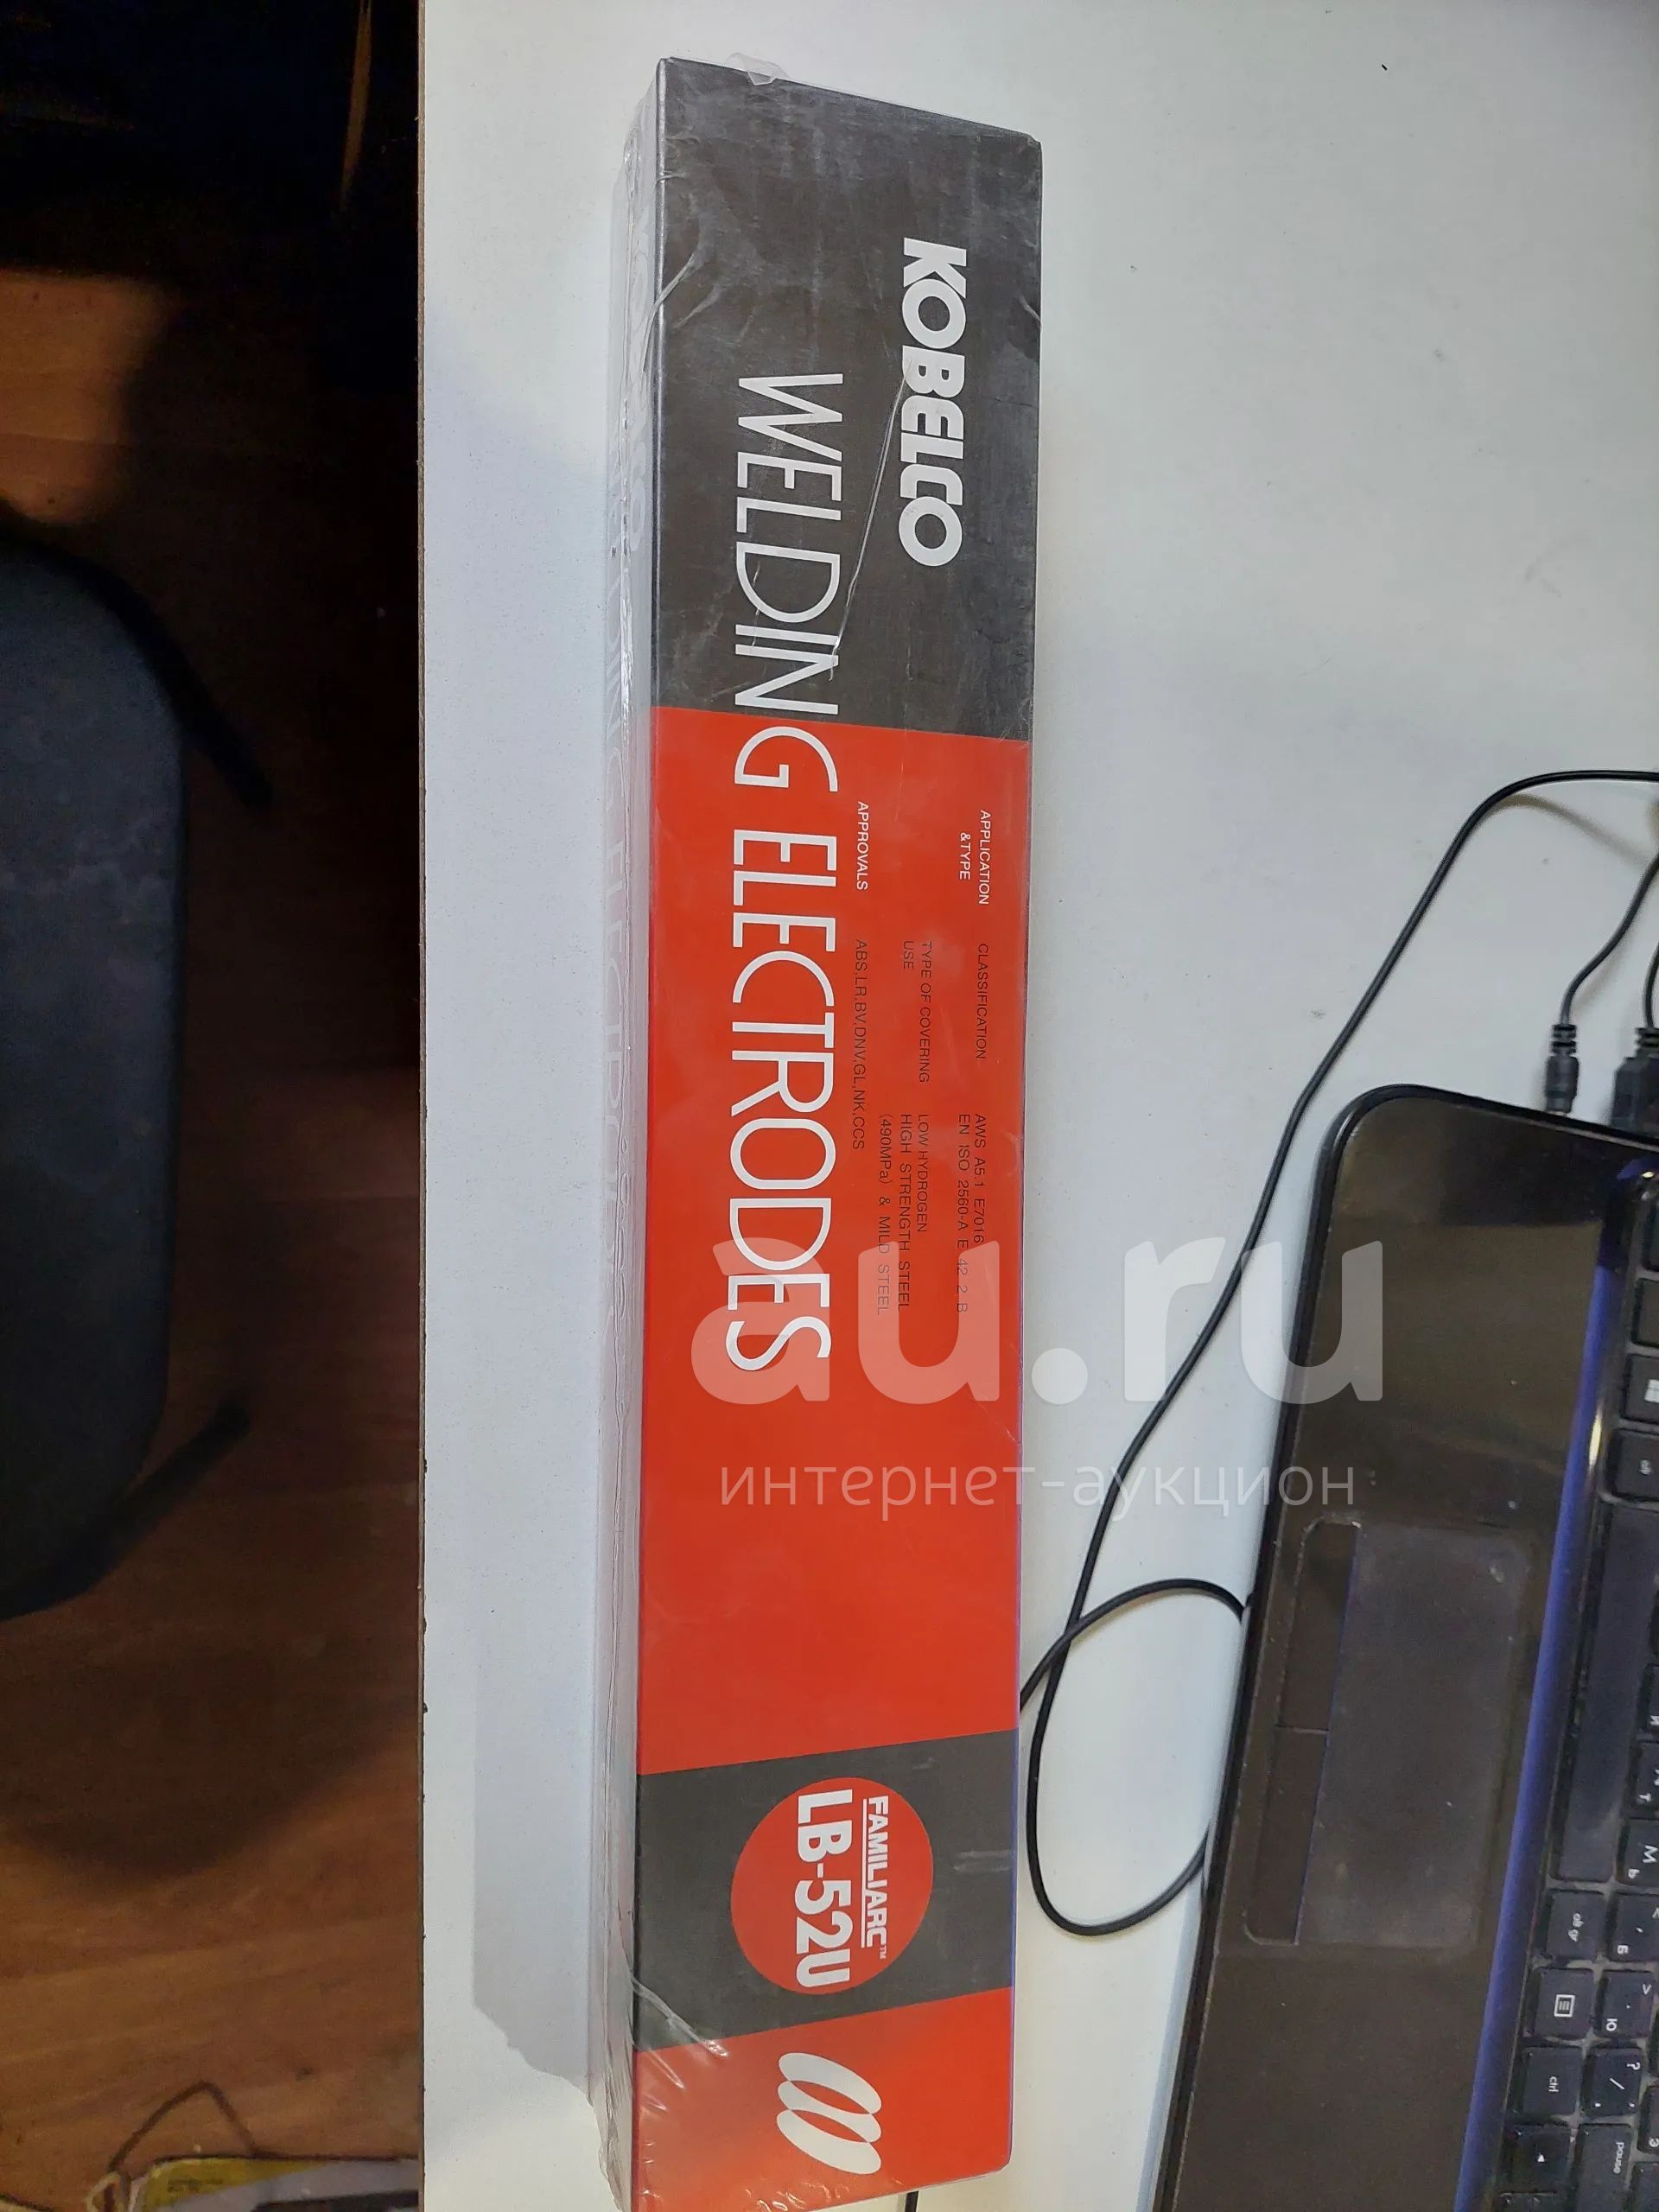 KOBELCO
WELDING ELECTRODES
APPLICATION
&TYPE
CLASSIFICATION
AWS A5.1 E7016
EN ISO 2560-A E 42 2 B
TYPE OF COVERING
LOW HYDROGEN
USE
HIGH STRENGTH STEEL
(490MPa) & MILD STEEL
APPROVALS
ABS,LR,BV,DNV,GL,NK,CCS
FAMILIARC™
LB-52U
au.ru
интернет-аукцион
ctrl
pause